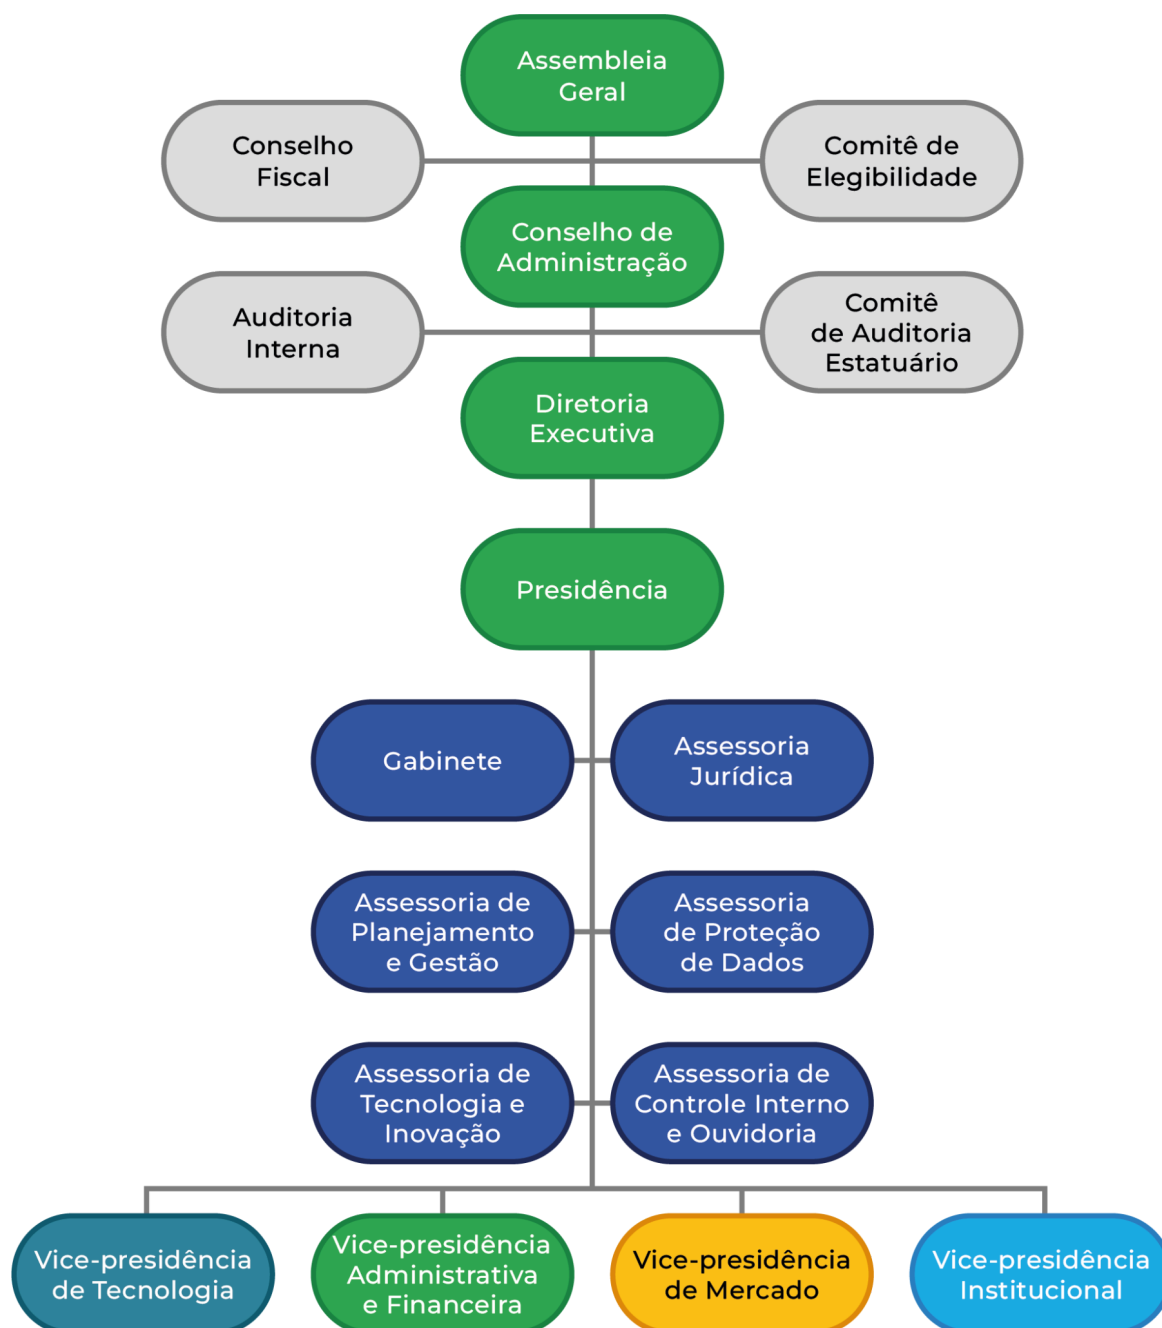 Assembleia
Geral
Conselho
Fiscal
Comitê de
Elegibilidade
Conselho de
Administração
Auditoria
Interna
Comitê
de Auditoria
Estatuário
Diretoria
Executiva
Presidência
Gabinete
Assessoria
Jurídica
Assessoria de
Planejamento
e Gestão
Assessoria
de Proteção
de Dados
Assessoria de
Tecnologia e
Inovação
Assessoria de
Controle Interno
e Ouvidoria
Vice-presidência
de Tecnologia
Vice-presidência
Administrativa
e Financeira
Vice-presidência
de Mercado
Vice-presidência
Institucional